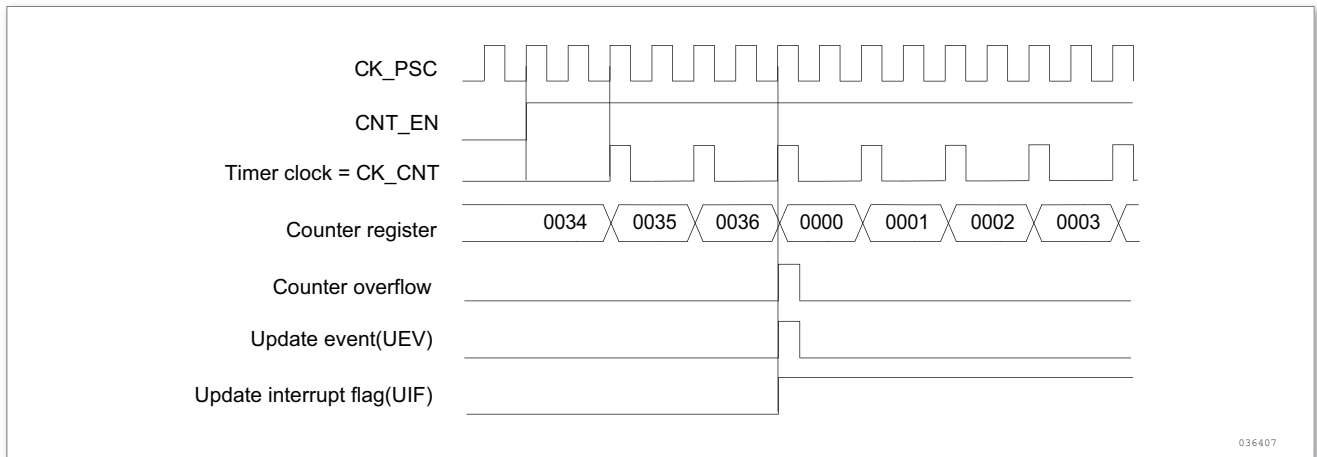 CK_PSC
CNT_EN
Timer clock = CK_CNT
Counter register 0034 0035 0036 0000 0001 0002 0003
Counter overflow
Update event(UEV)
Update interrupt flag(UIF)
036407